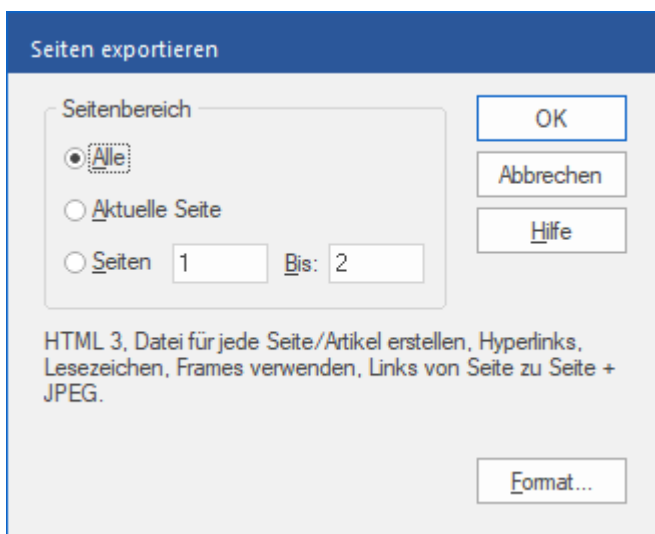 Seiten exportieren
Seitenbereich
Alle
Aktuelle Seite
Seiten 1 Bis: 2
OK
Abbrechen
Hilfe
HTML 3, Datei für jede Seite/Artikel erstellen, Hyperlinks,
Lesezeichen, Frames verwenden, Links von Seite zu Seite +
JPEG.
Format...